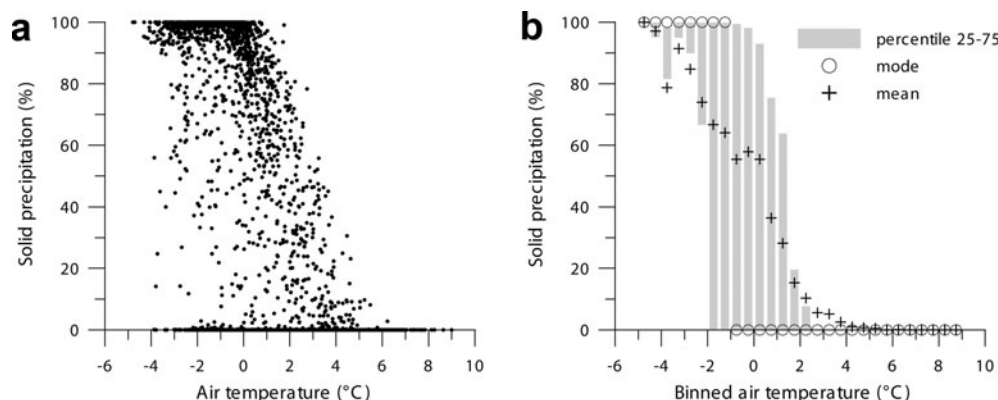 a
100
80
60
40
20
0
Solid precipitation (%)
-6 -4 -2 0 2 4 6 8 10
Air temperature (°C)
b
100
80
60
40
20
0
Solid precipitation (%)
percentile 25-75
mode
mean
-6 -4 -2 0 2 4 6 8 10
Binned air temperature (°C)